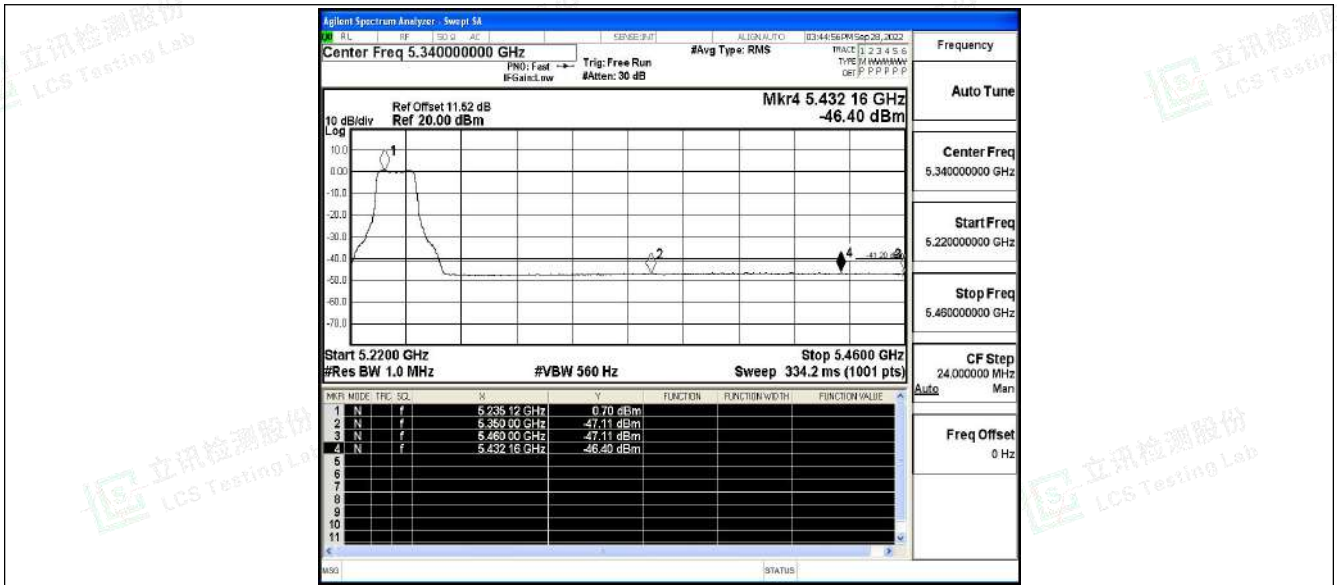 Agilent Spectrum Analyzer - Swept SA
RL RF 50 Ω AC SENSE:INT ALIGN AUTO 03:44:56 PM Sep 28, 2022
Center Freq 5.340000000 GHz
PNO: Fast
IFGain:Low
Trig: Free Run
#Atten: 30 dB
#Avg Type: RMS
TRACE 1 2 3 4 5 6
TYPE M WWWWW
DET P P P P P P
Ref Offset 11.52 dB
10 dB/div Ref 20.00 dBm
Log
Mkr4 5.432 16 GHz
-46.40 dBm
10.0
0.00
-10.0
-20.0
-30.0
-40.0
-50.0
-60.0
-70.0
1
2
4
3
Start 5.2200 GHz Stop 5.4600 GHz
#Res BW 1.0 MHz #VBW 560 Hz Sweep 334.2 ms (1001 pts)
MKR MODE TRC SCL X Y FUNCTION FUNCTION WIDTH FUNCTION VALUE
1 N f 5.235 12 GHz 0.70 dBm
2 N f 5.350 00 GHz -47.11 dBm
3 N f 5.460 00 GHz -47.11 dBm
4 N f 5.432 16 GHz -46.40 dBm
5
6
7
8
9
10
11
MSG STATUS
Frequency
Auto Tune
Center Freq
5.340000000 GHz
Start Freq
5.220000000 GHz
Stop Freq
5.460000000 GHz
CF Step
24.000000 MHz
Auto Man
Freq Offset
0 Hz
立讯检测股份
LCS Testing Lab
立讯检测股份
LCS Testing Lab
立讯检测股份
LCS Testing Lab